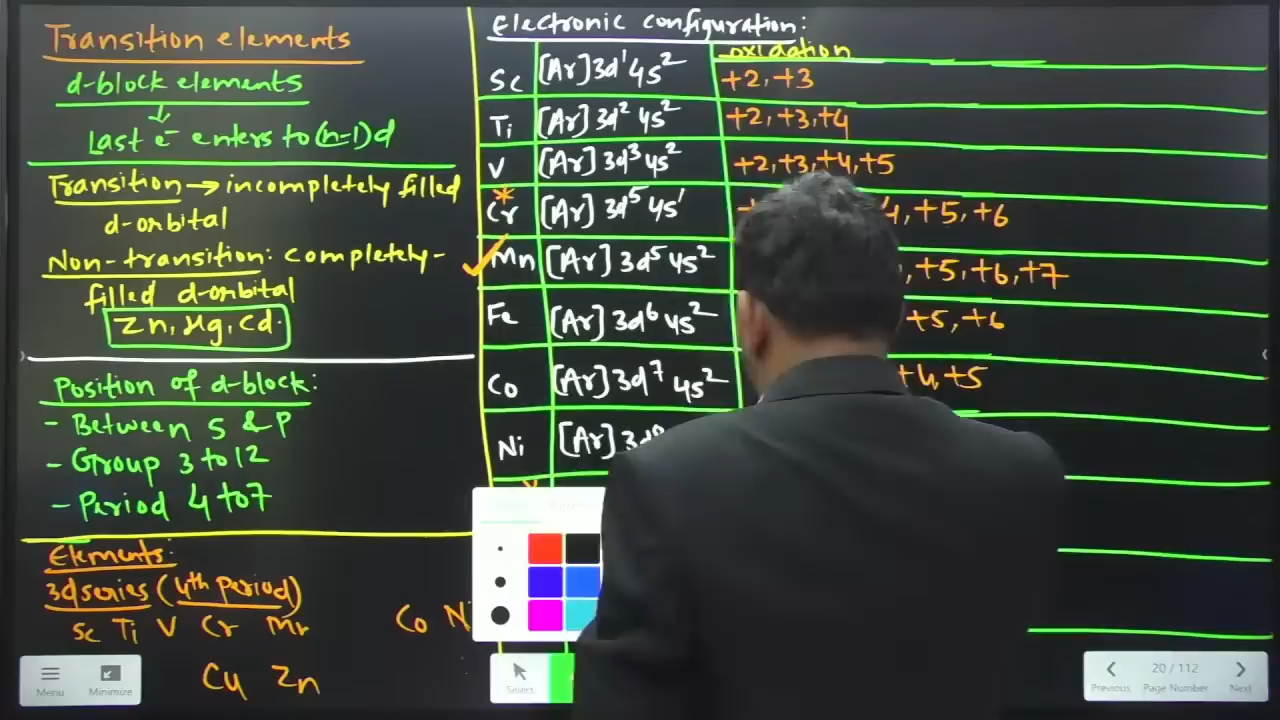 Transition elements
d-block elements
↓
Last e⁻ enters to (n-1)d
Transition → incompletely filled
d-orbital
Non-transition: completely-
filled d-orbital
Zn, Hg, Cd.
Position of d-block:
- Between s & p
- Group 3 to 12
- Period 4 to 7
Elements:
3d series (4th period)
Sc Ti V Cr Mn
Co Ni
Cu Zn
Electronic configuration:
oxidation
Sc [Ar] 3d¹ 4s² +2, +3
Ti [Ar] 3d² 4s² +2, +3, +4
V [Ar] 3d³ 4s² +2, +3, +4, +5
Cr* [Ar] 3d⁵ 4s¹ 4, +5, +6
✓ Mn [Ar] 3d⁵ 4s² , +5, +6, +7
Fe [Ar] 3d⁶ 4s² +5, +6
Co [Ar] 3d⁷ 4s² +4, +5
Ni [Ar] 3d
Menu
Minimize
Select
Previous
20 / 112
Page Number
Next